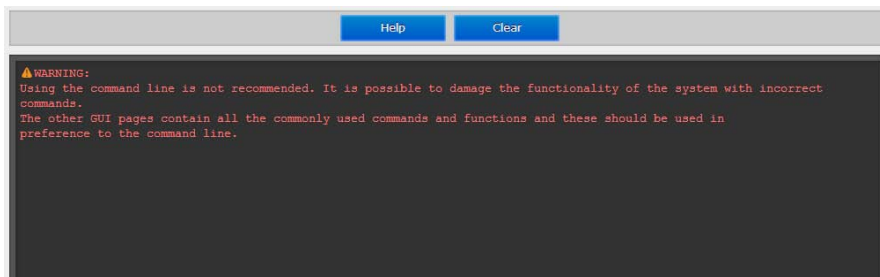 Help Clear
WARNING:
Using the command line is not recommended. It is possible to damage the functionality of the system with incorrect
commands.
The other GUI pages contain all the commonly used commands and functions and these should be used in
preference to the command line.